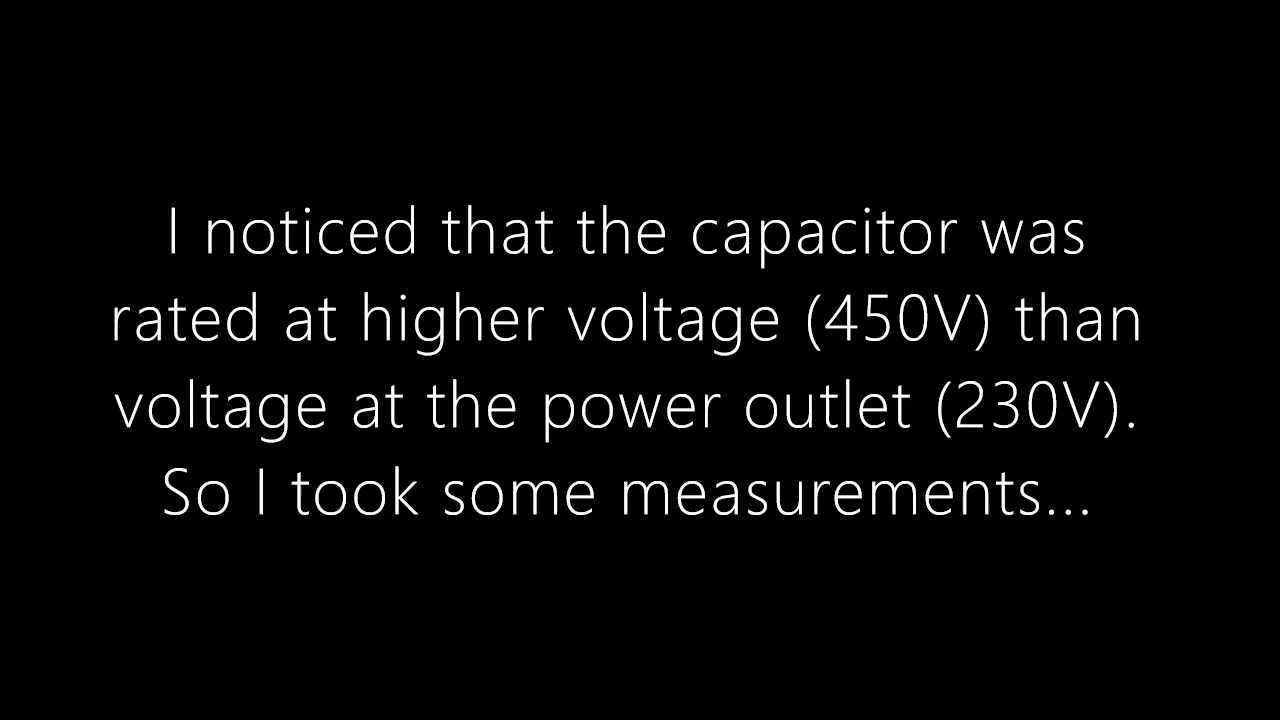 I noticed that the capacitor was
rated at higher voltage (450V) than
voltage at the power outlet (230V).
So I took some measurements...